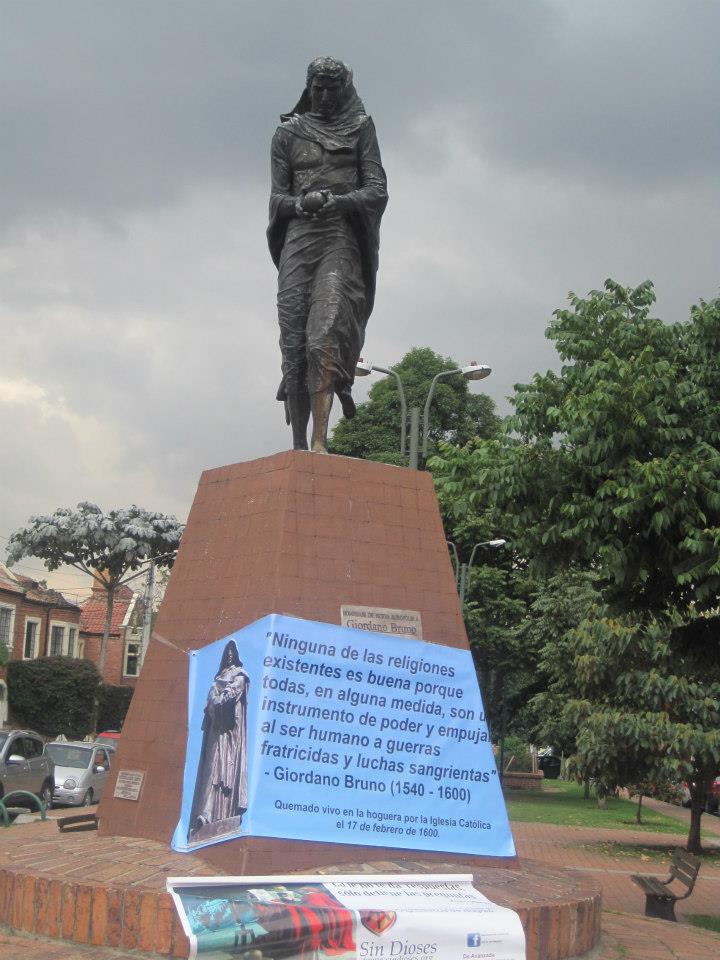 Giordano Bruno
"Ninguna de las religiones
existentes es buena porque
todas, en alguna medida, son un
instrumento de poder y empujan
al ser humano a guerras
fratricidas y luchas sangrientas"
- Giordano Bruno (1540 - 1600)
Quemado vivo en la hoguera por la Iglesia Católica
el 17 de febrero de 1600.
Sin Dioses